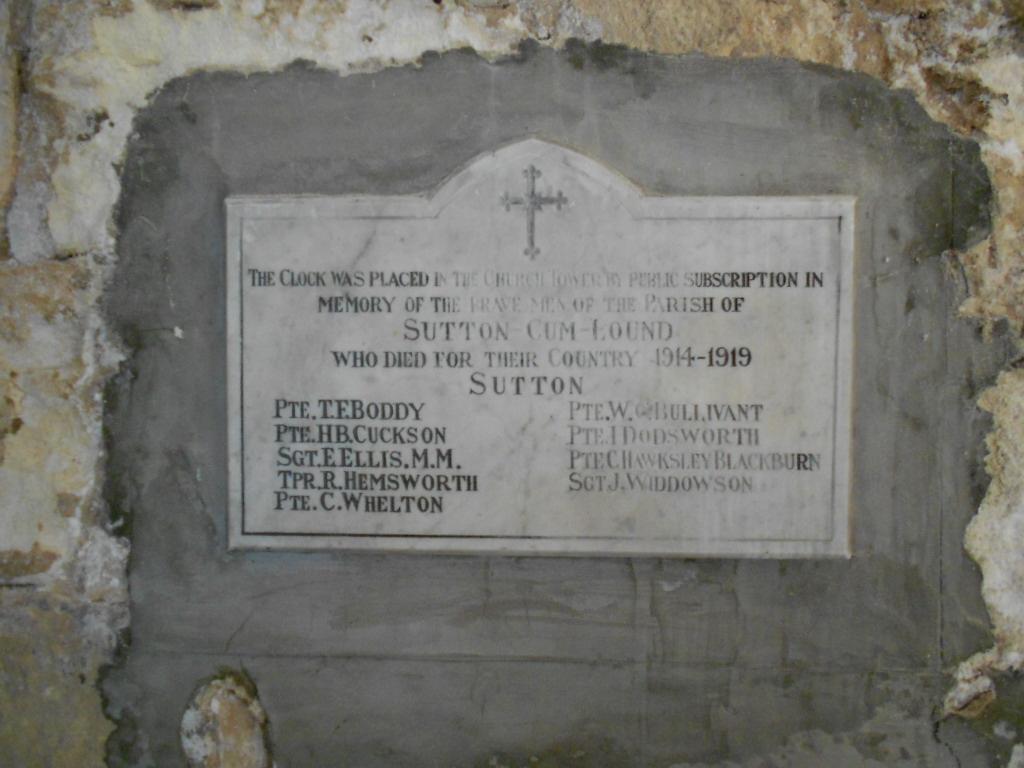 THE CLOCK WAS PLACED IN THE CHURCH TOWER BY PUBLIC SUBSCRIPTION IN
MEMORY OF THE BRAVE MEN OF THE PARISH OF
SUTTON-CUM-LOUND
WHO DIED FOR THEIR COUNTRY 1914-1919
SUTTON
PTE. T.F. BODDY
PTE. H.B. CUCKSON
SGT. E. ELLIS. M.M.
TPR. R. HEMSWORTH
PTE. C. WHELTON
PTE. W. BULLIVANT
PTE. I DODSWORTH
PTE C. HAWKSLEY BLACKBURN
SGT J. WIDDOWSON